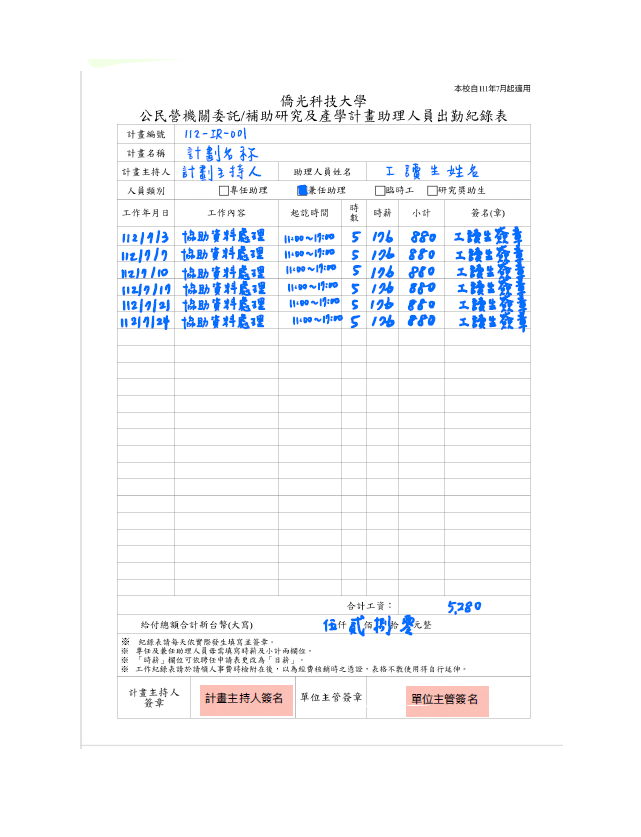 本校自111年7月起適用
僑光科技大學
公民營機關委託/補助研究及產學計畫助理人員出勤紀錄表
計畫編號 112-IR-001
計畫名稱 計劃名稱
計畫主持人 計劃主持人 助理人員姓名 工讀生姓名
人員類別 □專任助理 ■兼任助理 □臨時工 □研究獎助生
工作年月日 工作內容 起訖時間 時數 時薪 小計 簽名(章)
112/7/3 協助資料處理 11:00~17:00 5 176 880 工讀生簽章
112/7/7 協助資料處理 11:00~17:00 5 176 880 工讀生簽章
112/7/10 協助資料處理 11:00~17:00 5 176 880 工讀生簽章
112/7/17 協助資料處理 11:00~17:00 5 176 880 工讀生簽章
112/7/21 協助資料處理 11:00~17:00 5 176 880 工讀生簽章
112/7/24 協助資料處理 11:00~17:00 5 176 880 工讀生簽章
合計工資： 5,280
給付總額合計新台幣(大寫) 伍仟貳佰捌拾零元整
※ 紀錄表請每天依實際發生填寫並簽章。
※ 專任及兼任助理人員毋需填寫時薪及小計兩欄位。
※ 「時薪」欄位可依聘任申請表更改為「日薪」。
※ 工作紀錄表請於請領人事費時檢附在後，以為經費核銷時之憑證，表格不敷使用得自行延伸。
計畫主持人簽章 計畫主持人簽名 單位主管簽章 單位主管簽名